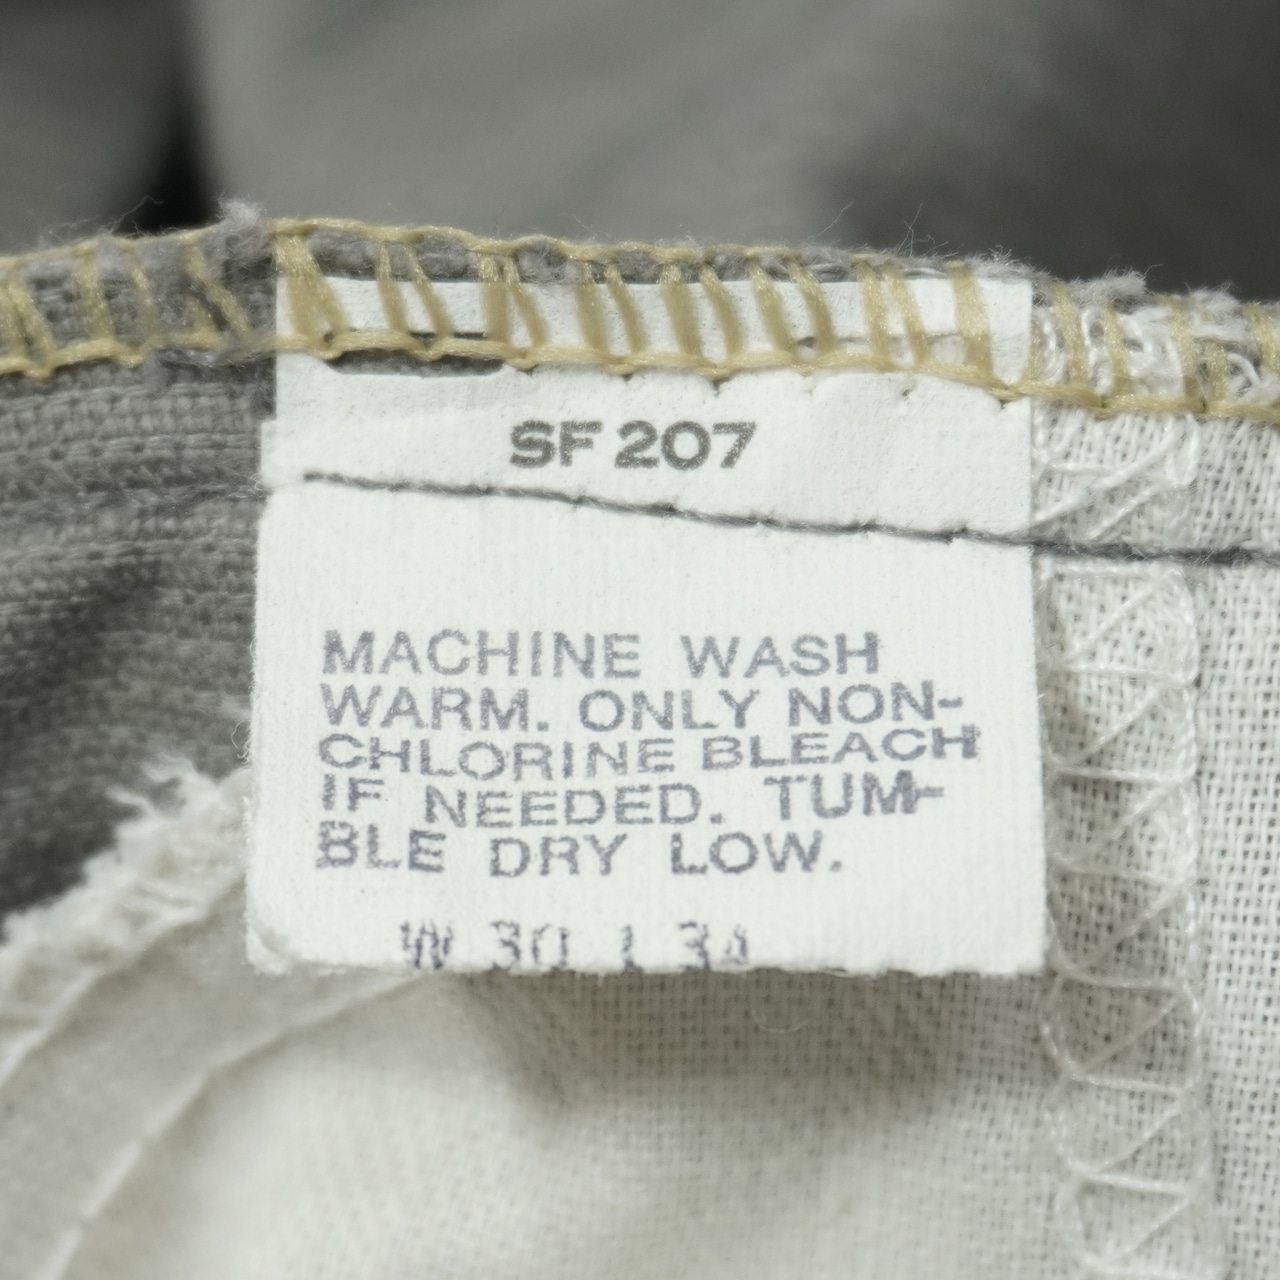 SF 207
MACHINE WASH
WARM. ONLY NON-
CHLORINE BLEACH
IF NEEDED. TUM-
BLE DRY LOW.
W 30 L 34